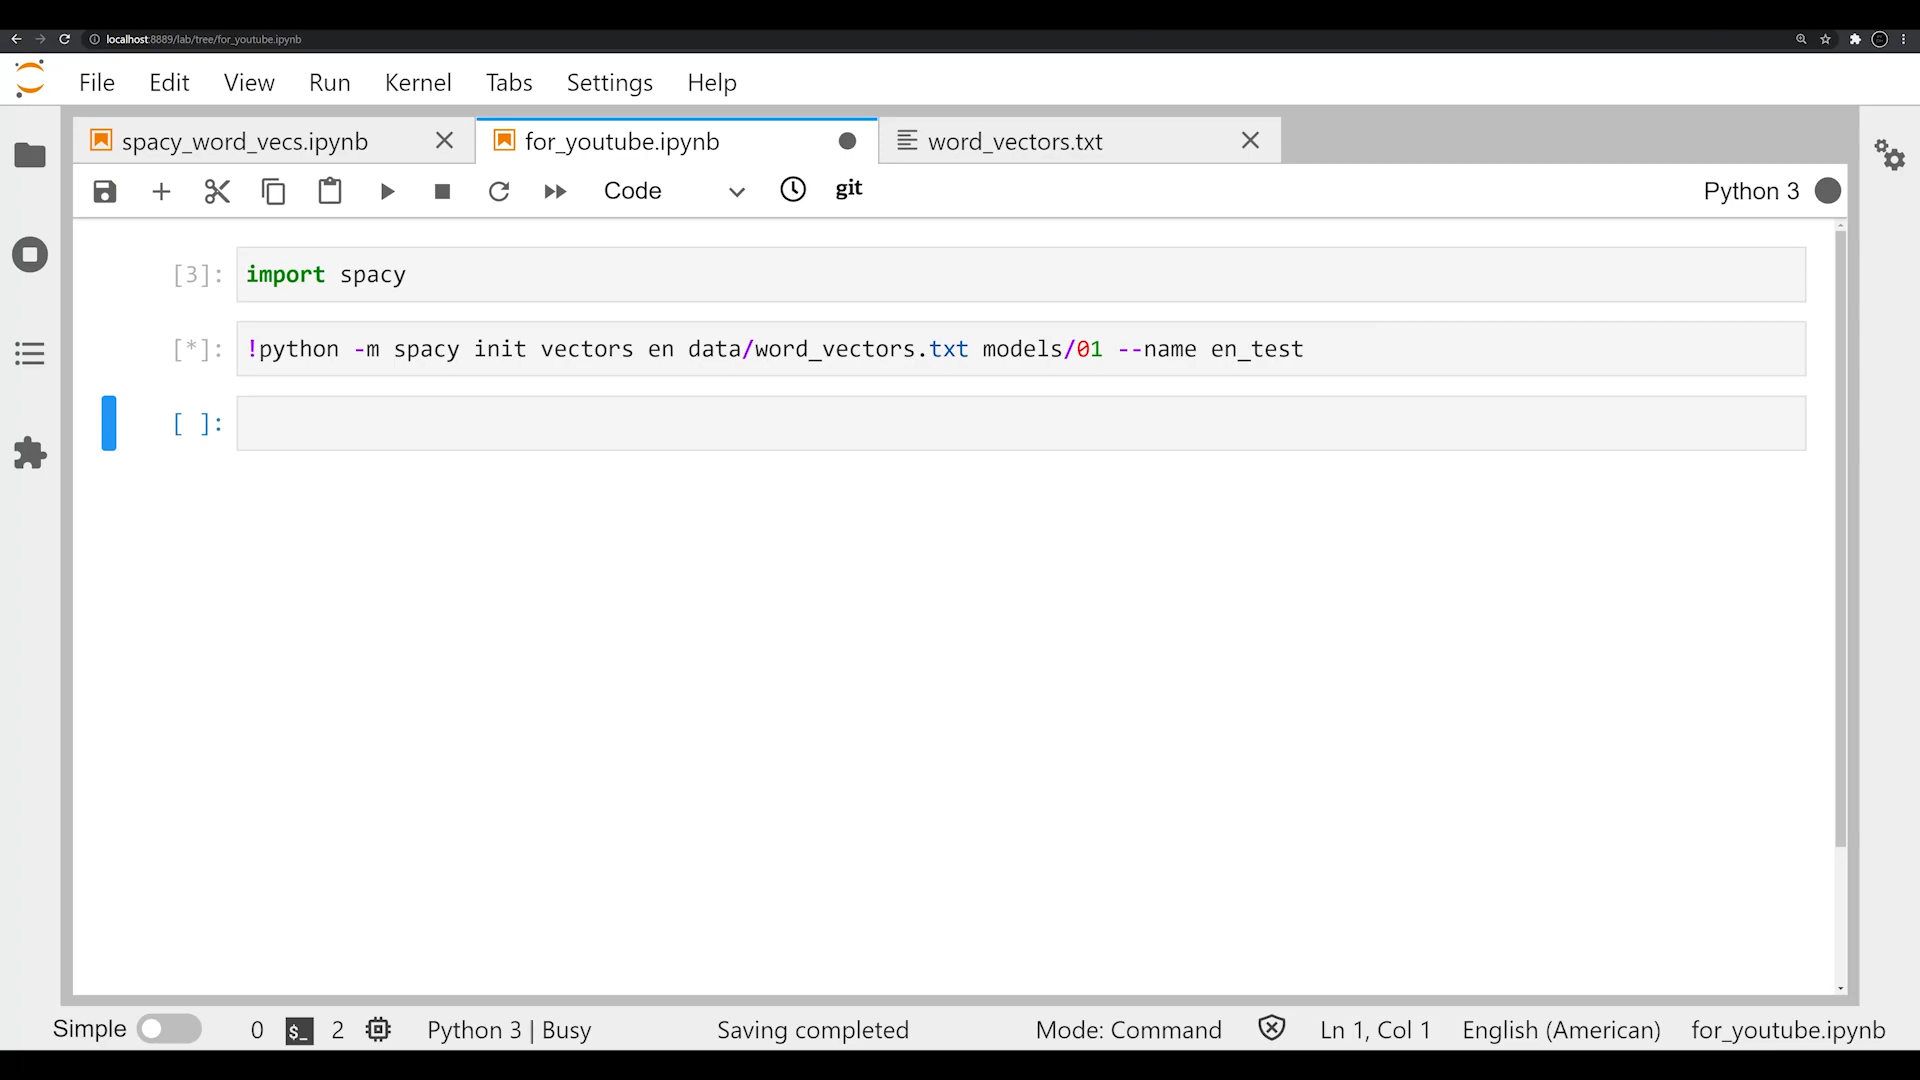 localhost:8889/lab/tree/for_youtube.ipynb
File Edit View Run Kernel Tabs Settings Help
spacy_word_vecs.ipynb for_youtube.ipynb word_vectors.txt
Code git Python 3
[3]: import spacy
[*]: !python -m spacy init vectors en data/word_vectors.txt models/01 --name en_test
[ ]:
Simple 0 $_ 2 Python 3 | Busy Saving completed Mode: Command Ln 1, Col 1 English (American) for_youtube.ipynb